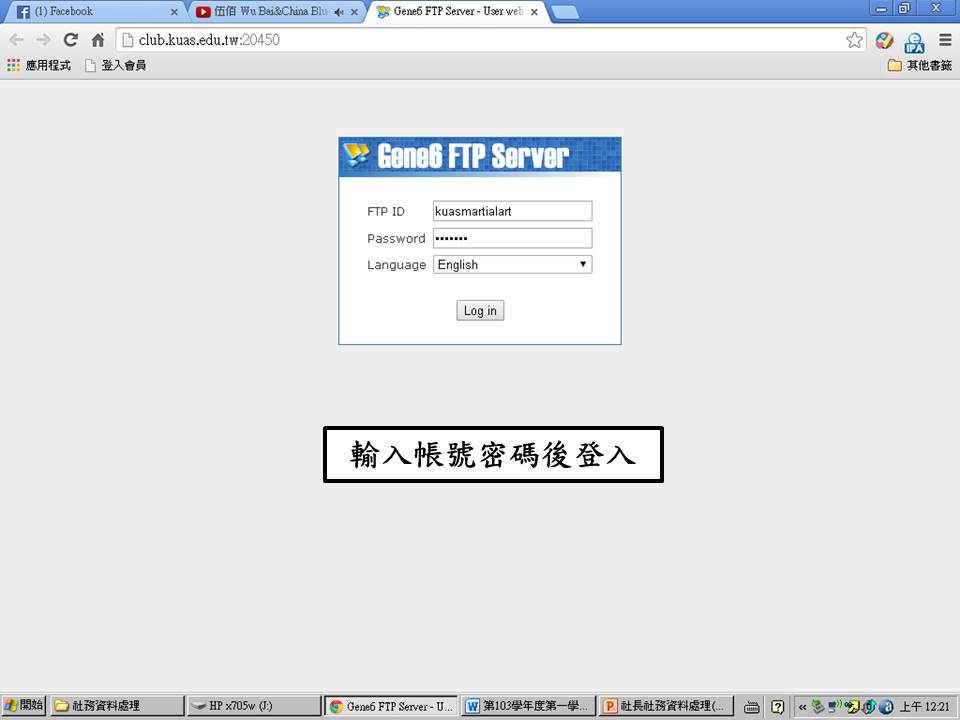 (1) Facebook
伍佰 Wu Bai&China Blu
Gene6 FTP Server - User web
club.kuas.edu.tw:20450
應用程式
登入會員
其他書籤
Gene6 FTP Server
FTP ID
kuasmartialart
Password
•••••••
Language
English
Log in
輸入帳號密碼後登入
開始
社務資料處理
HP x705w (J:)
Gene6 FTP Server - U...
第103學年度第一學...
社長社務資料處理(...
上午 12:21